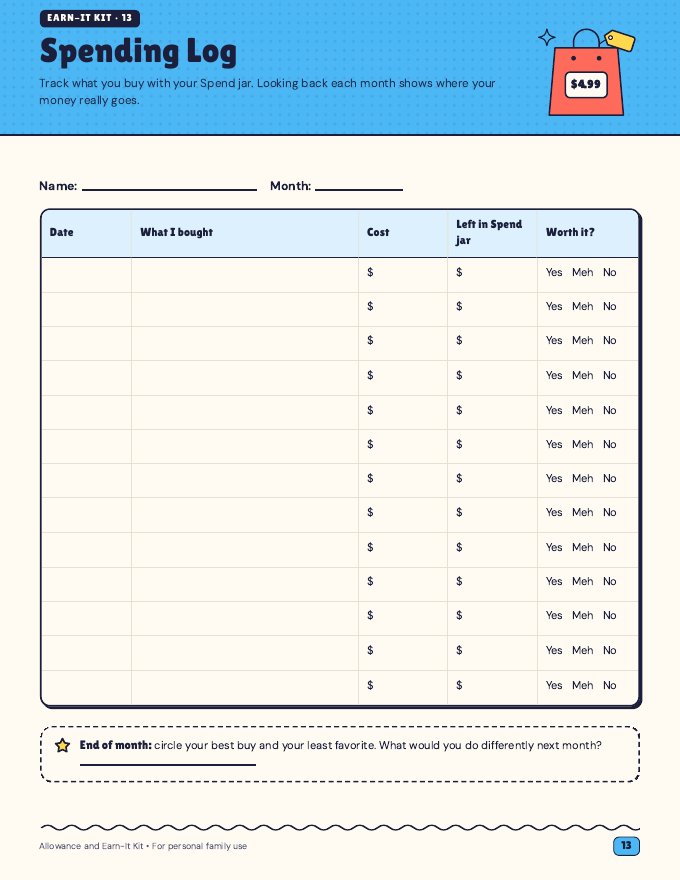 EARN-IT KIT · 13
Spending Log
Track what you buy with your Spend jar. Looking back each month shows where your
money really goes.
$4.99
Name:
Month:
Date What I bought Cost Left in Spend jar Worth it?
$ $ Yes Meh No
$ $ Yes Meh No
$ $ Yes Meh No
$ $ Yes Meh No
$ $ Yes Meh No
$ $ Yes Meh No
$ $ Yes Meh No
$ $ Yes Meh No
$ $ Yes Meh No
$ $ Yes Meh No
$ $ Yes Meh No
$ $ Yes Meh No
$ $ Yes Meh No
End of month: circle your best buy and your least favorite. What would you do differently next month?
Allowance and Earn-It Kit • For personal family use
13